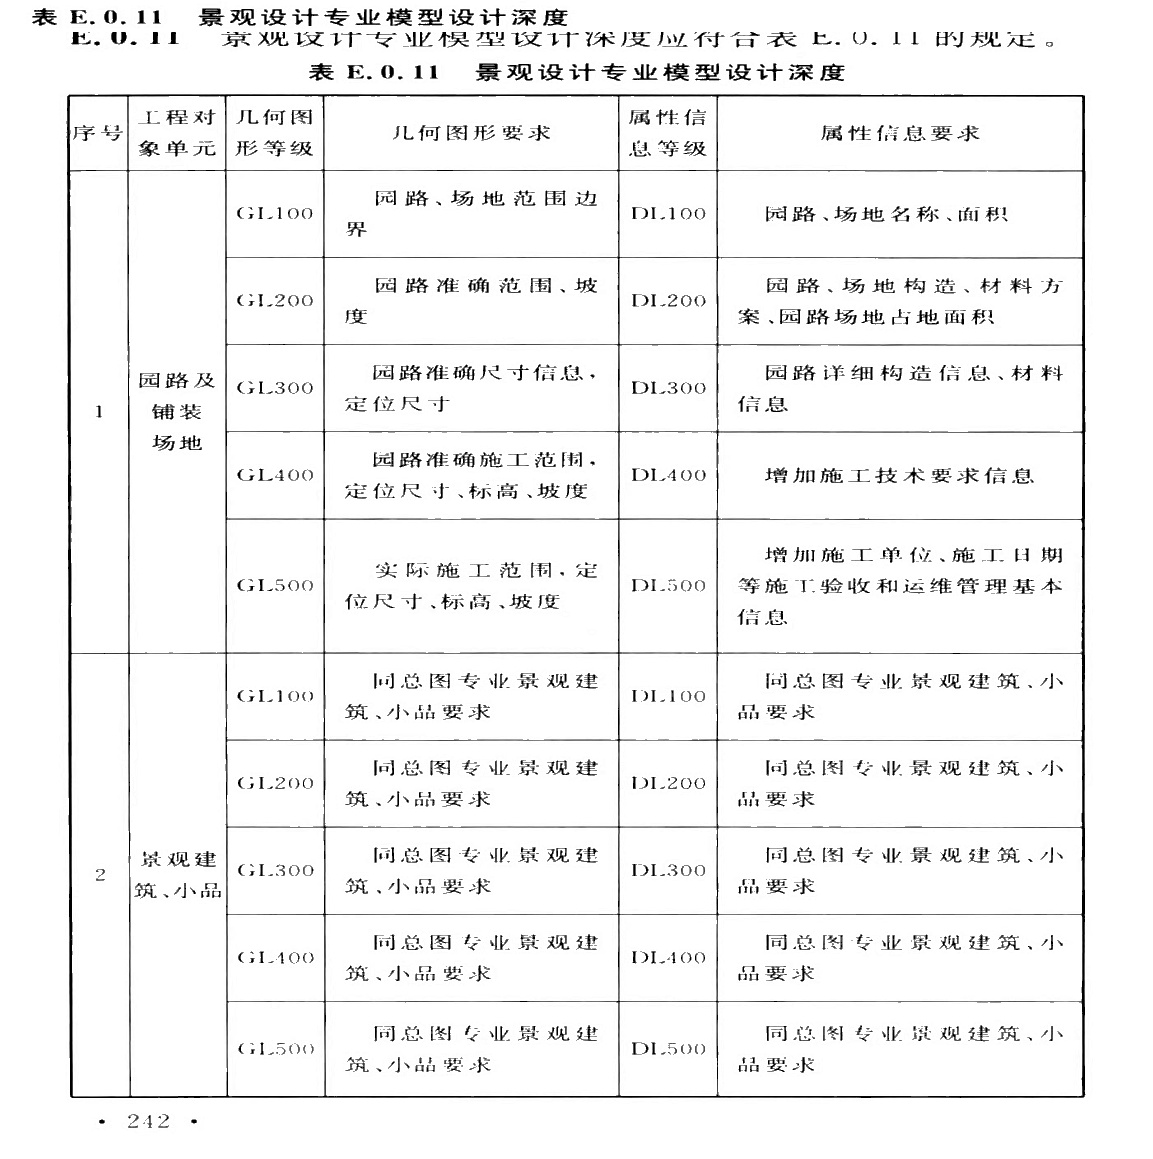 表 E.0.11 景观设计专业模型设计深度
E.0.11 景观设计专业模型设计深度应符合表 E.0.11 的规定。
表 E.0.11 景观设计专业模型设计深度
序号
工程对
象单元
几何图
形等级
几何图形要求
属性信
息等级
属性信息要求
1
园路及
铺装
场地
GL100
园路、场地范围边
界
DL100
园路、场地名称、面积
GL200
园路准确范围、坡
度
DL200
园路、场地构造、材料方
案、园路场地占地面积
GL300
园路准确尺寸信息,
定位尺寸
DL300
园路详细构造信息、材料
信息
GL400
园路准确施工范围,
定位尺寸、标高、坡度
DL400
增加施工技术要求信息
GL500
实际施工范围,定
位尺寸、标高、坡度
DL500
增加施工单位、施工日期
等施工验收和运维管理基本
信息
2
景观建
筑、小品
GL100
同总图专业景观建
筑、小品要求
DL100
同总图专业景观建筑、小
品要求
GL200
同总图专业景观建
筑、小品要求
DL200
同总图专业景观建筑、小
品要求
GL300
同总图专业景观建
筑、小品要求
DL300
同总图专业景观建筑、小
品要求
GL400
同总图专业景观建
筑、小品要求
DL400
同总图专业景观建筑、小
品要求
GL500
同总图专业景观建
筑、小品要求
DL500
同总图专业景观建筑、小
品要求
· 242 ·